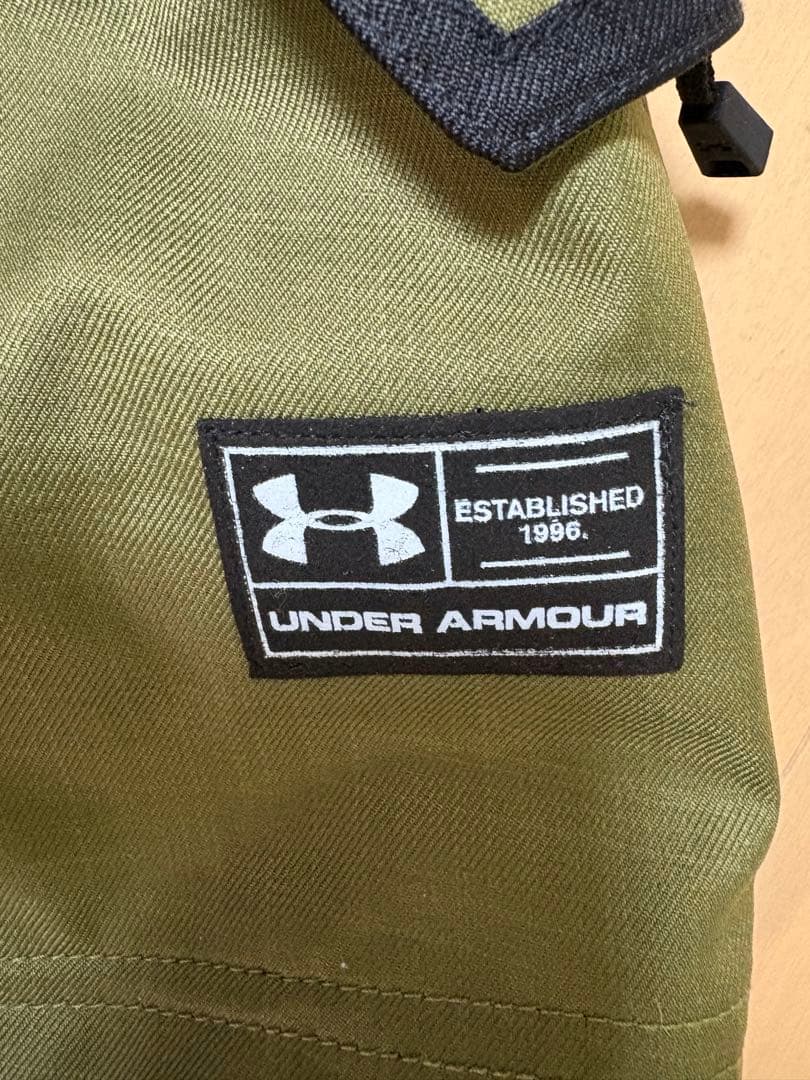 ESTABLISHED
1996.
UNDER ARMOUR